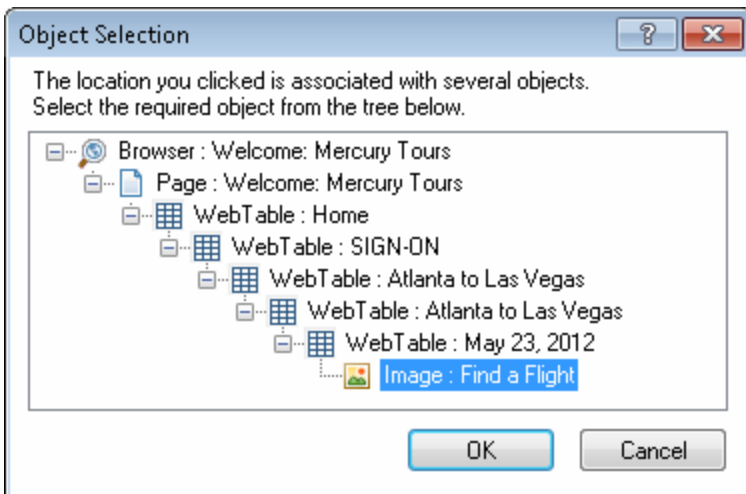 Object Selection
The location you clicked is associated with several objects.
Select the required object from the tree below.
Browser : Welcome: Mercury Tours
Page : Welcome: Mercury Tours
WebTable : Home
WebTable : SIGN-ON
WebTable : Atlanta to Las Vegas
WebTable : Atlanta to Las Vegas
WebTable : May 23, 2012
Image : Find a Flight
OK
Cancel